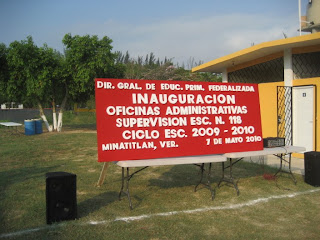 DIR. GRAL. DE EDUC. PRIM. FEDERALIZADA
INAUGURACION
OFICINAS ADMINISTRATIVAS
SUPERVISION ESC. N. 118
CICLO ESC. 2009 - 2010
MINATITLAN, VER. 7 DE MAYO 2010